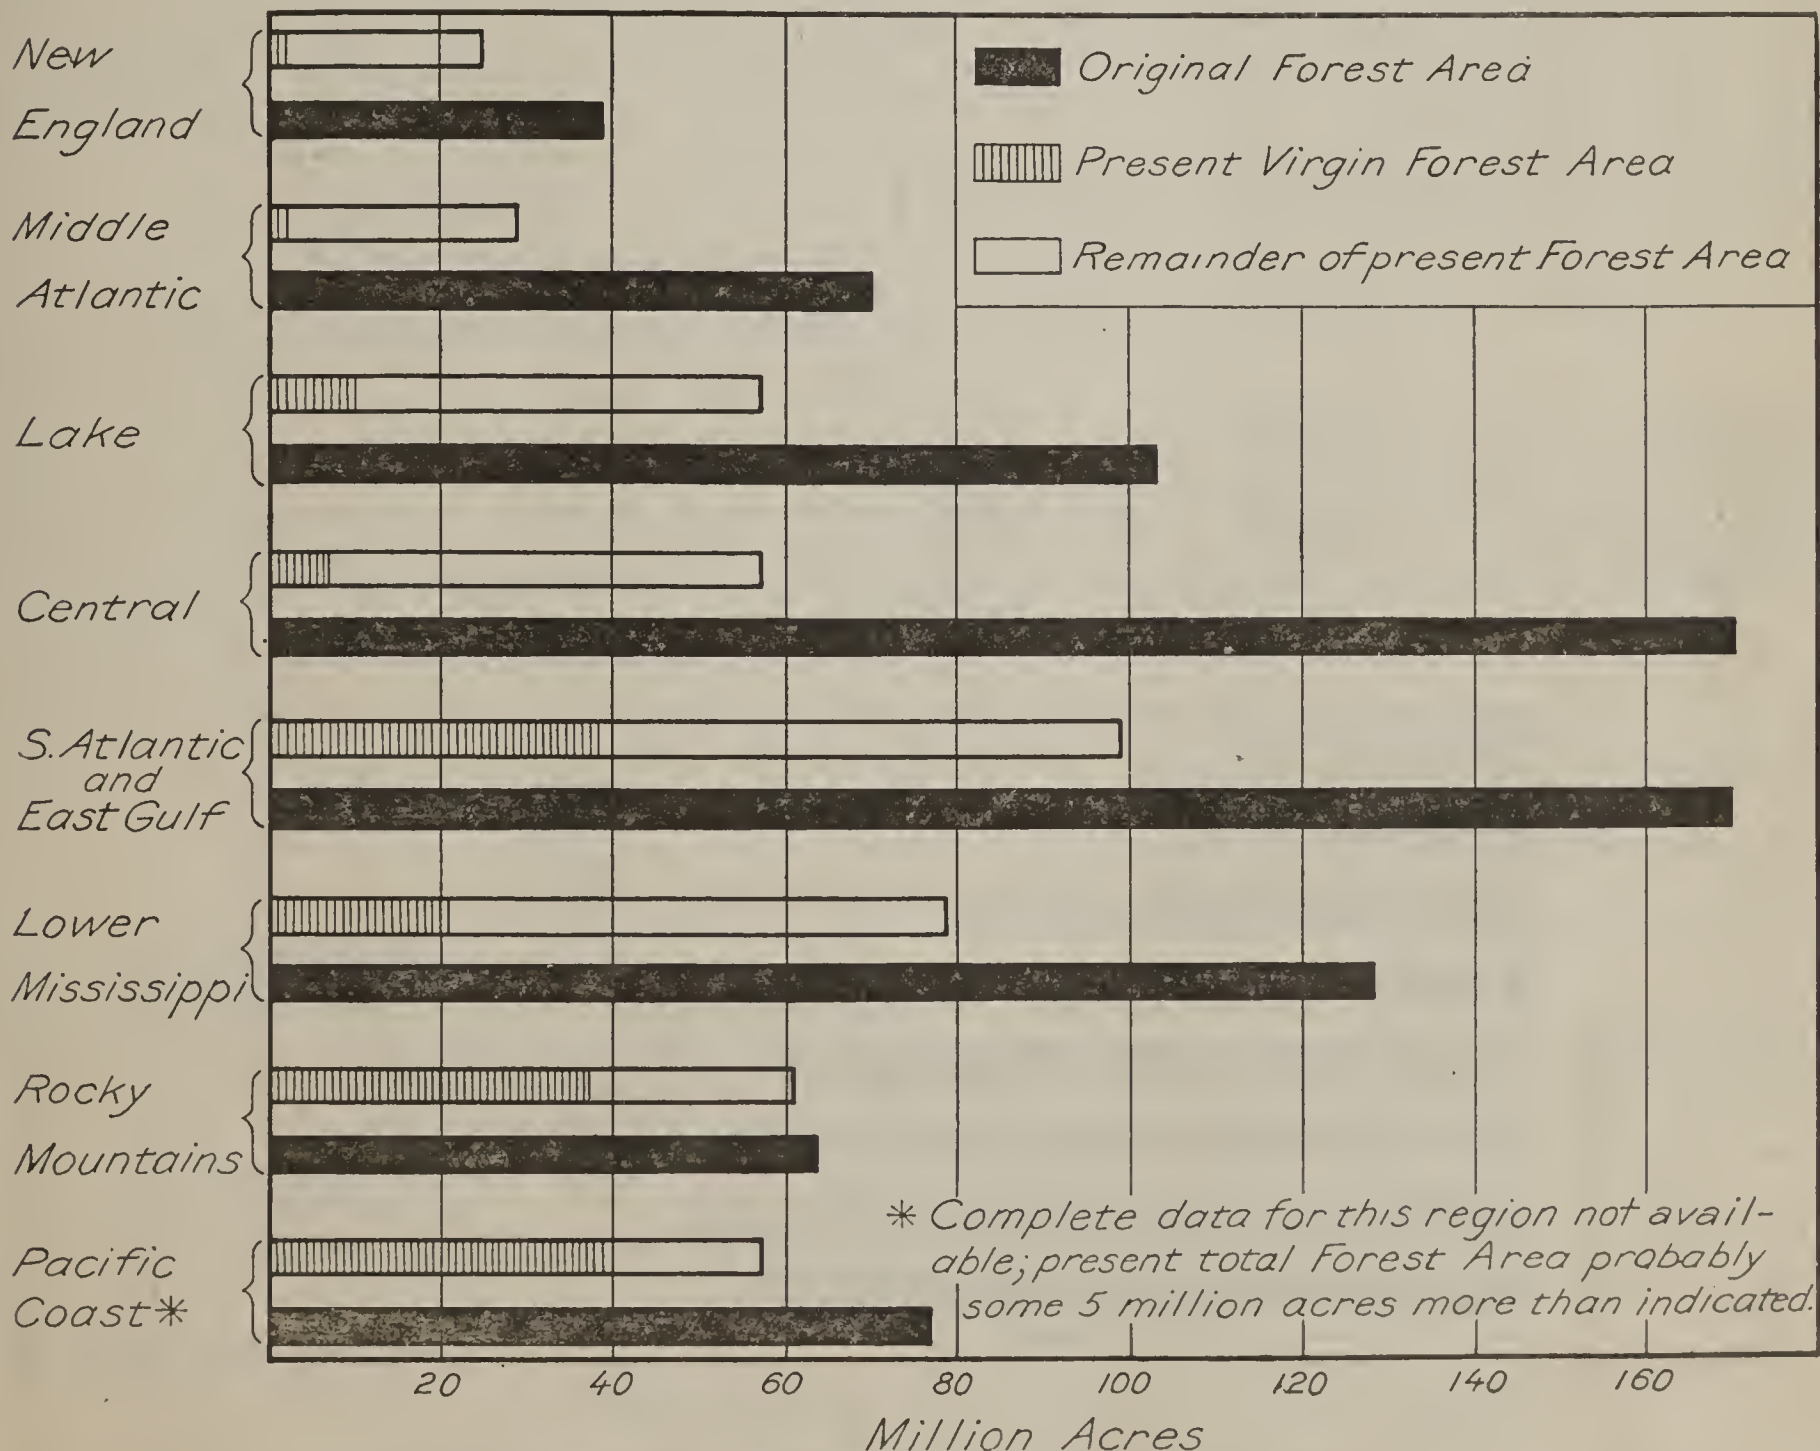 New
England
Middle
Atlantic
Lake
Central
S. Atlantic
and
East Gulf
Lower
Mississippi
Rocky
Mountains
Pacific
Coast *
Original Forest Area
Present Virgin Forest Area
Remainder of present Forest Area
* Complete data for this region not avail-
able; present total Forest Area probably
some 5 million acres more than indicated.
20 40 60 80 100 120 140 160
Million Acres